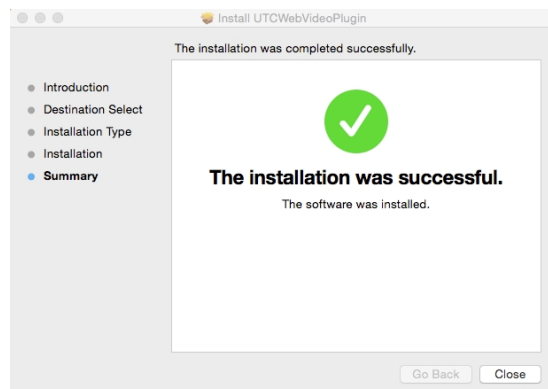 Install UTCWebVideoPlugin
The installation was completed successfully.
Introduction
Destination Select
Installation Type
Installation
Summary
The installation was successful.
The software was installed.
Go Back
Close